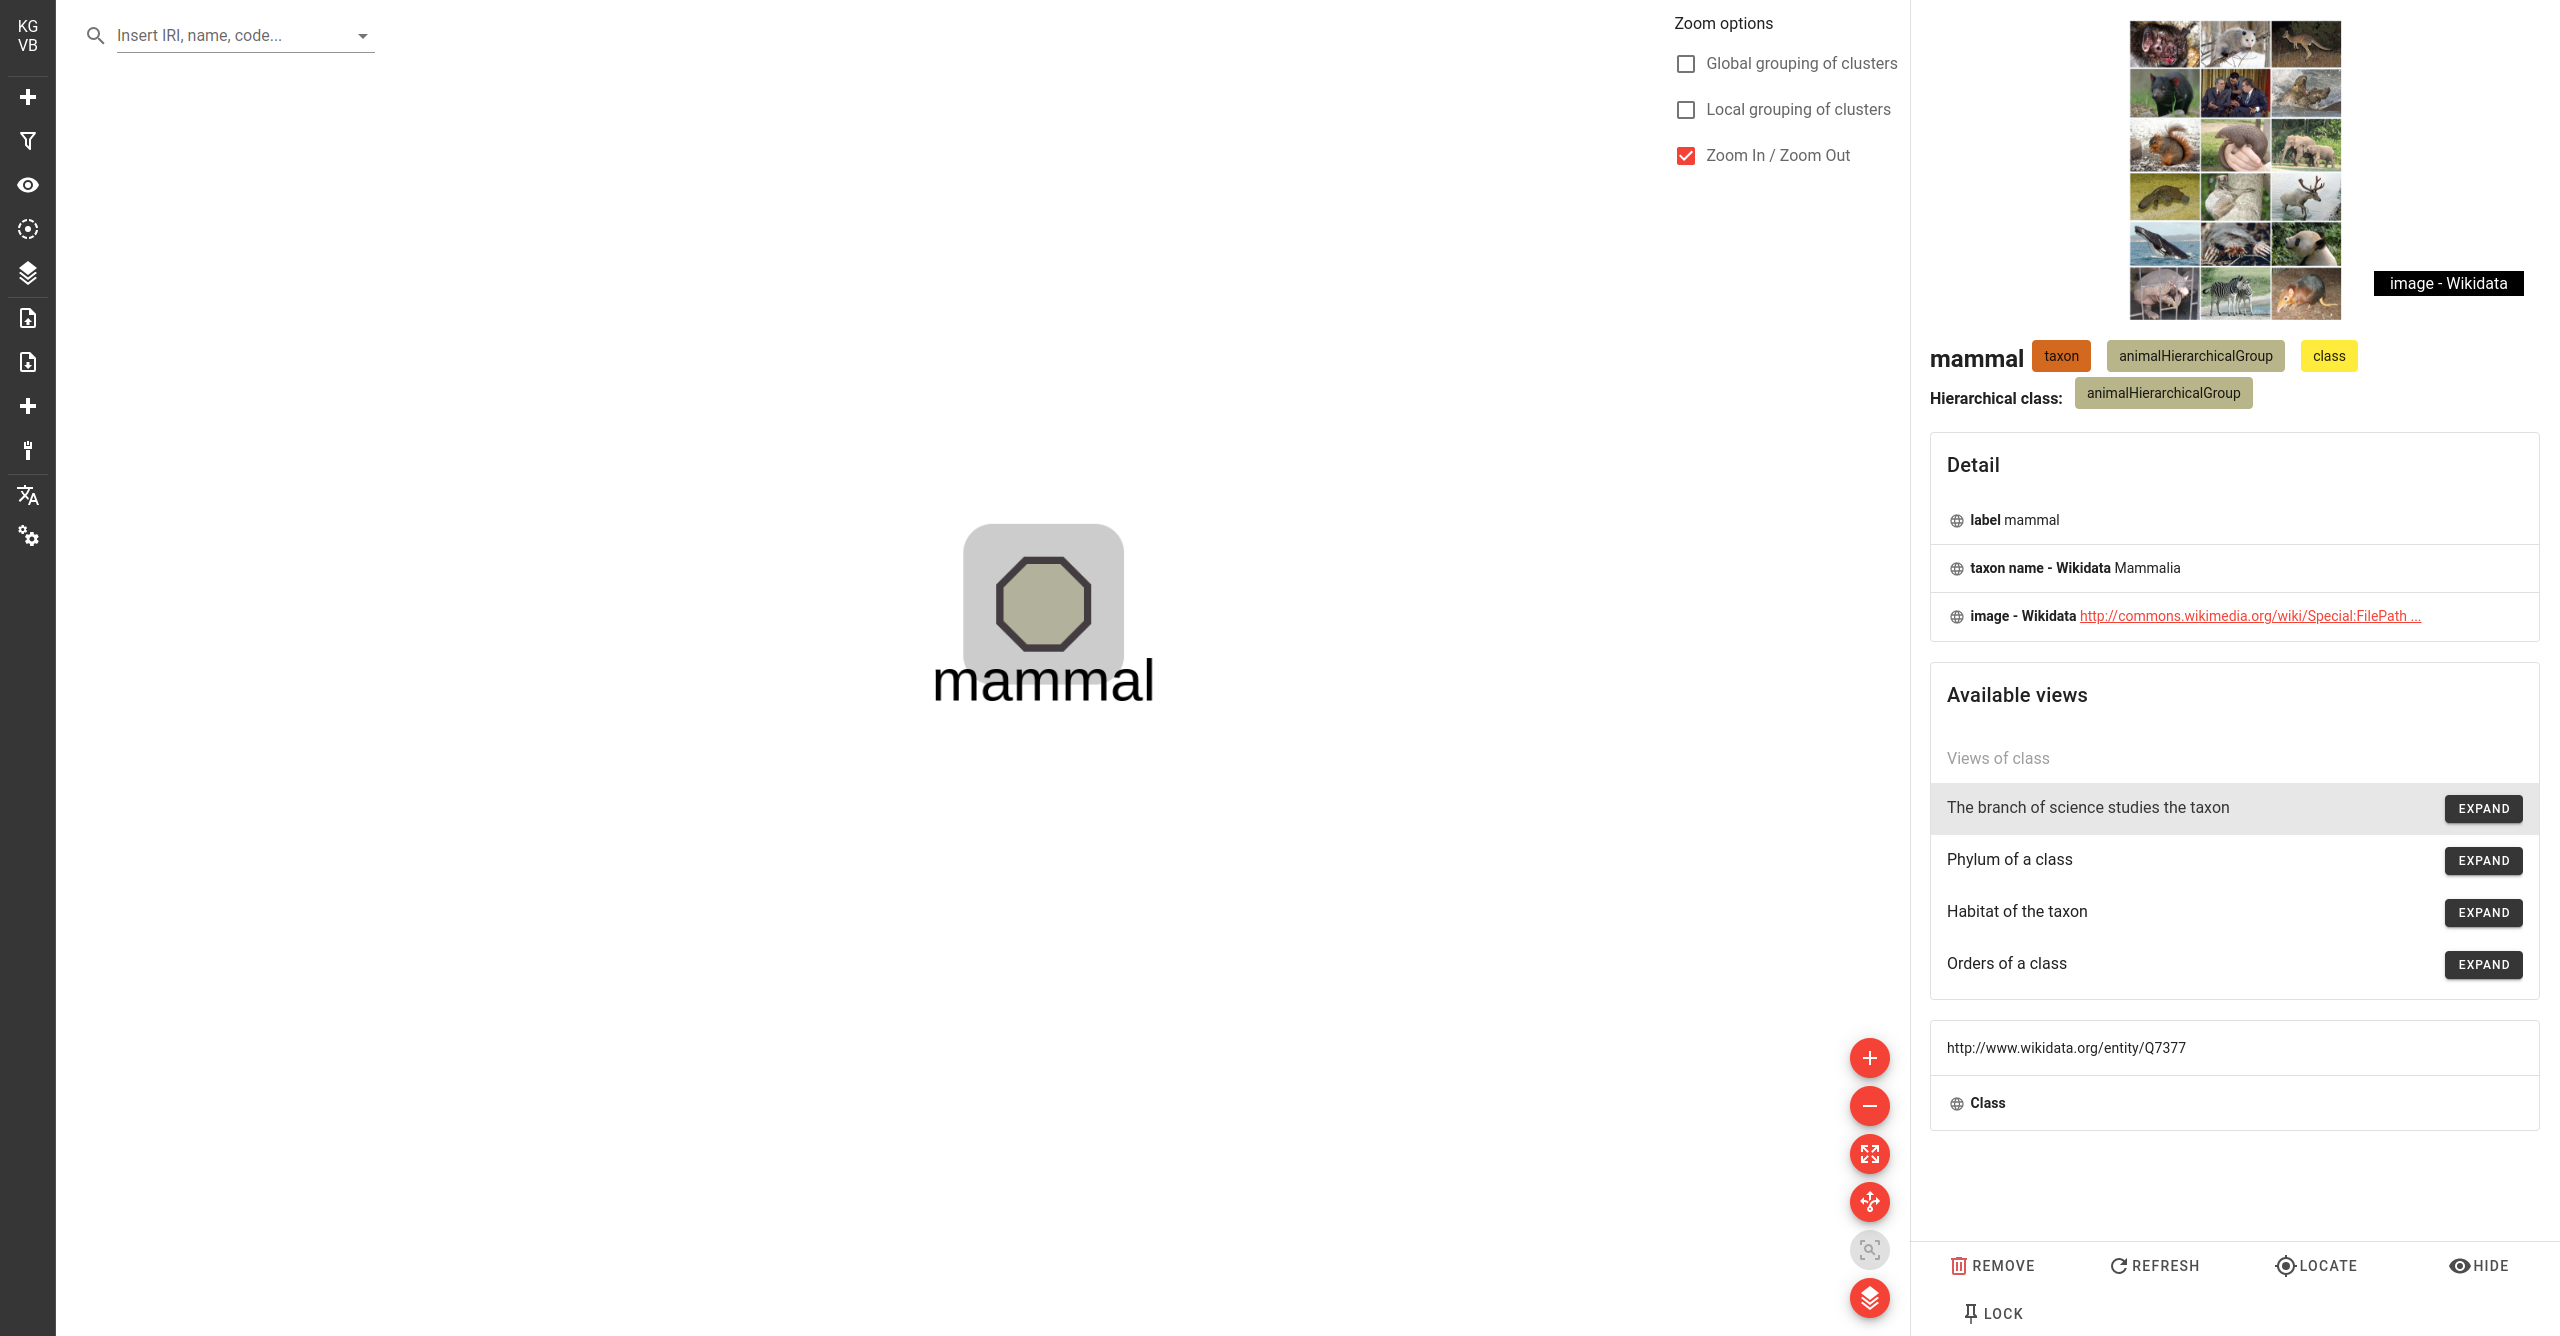 KG
VB
Insert IRI, name, code...
Zoom options
Global grouping of clusters
Local grouping of clusters
Zoom In / Zoom Out
mammal
image - Wikidata
mammal taxon animalHierarchicalGroup class
Hierarchical class: animalHierarchicalGroup
Detail
label mammal
taxon name - Wikidata Mammalia
image - Wikidata http://commons.wikimedia.org/wiki/Special:FilePath ...
Available views
Views of class
The branch of science studies the taxon EXPAND
Phylum of a class EXPAND
Habitat of the taxon EXPAND
Orders of a class EXPAND
http://www.wikidata.org/entity/Q7377
Class
REMOVE REFRESH LOCATE HIDE
LOCK